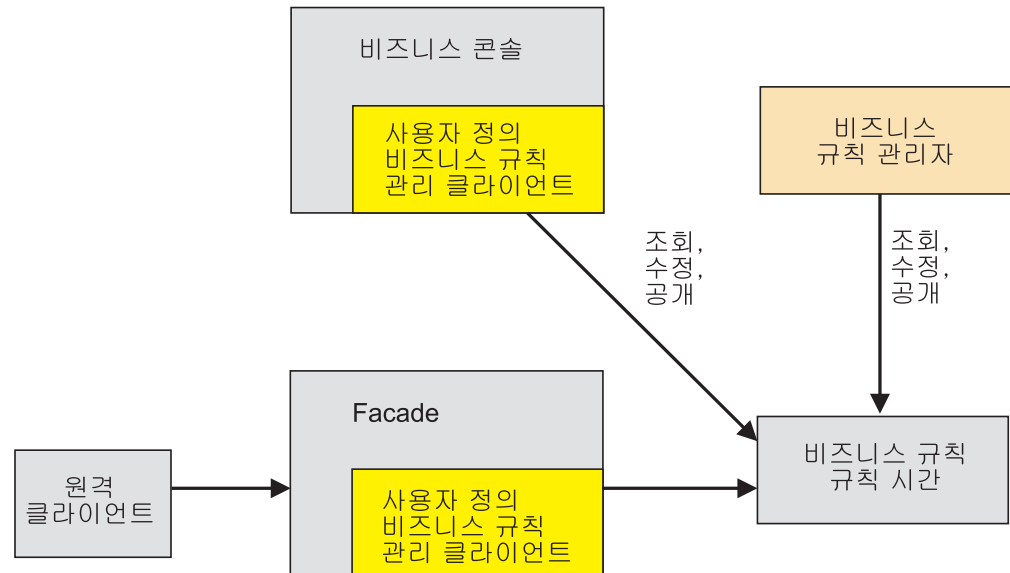 비즈니스 콘솔
사용자 정의
비즈니스 규칙
관리 클라이언트
비즈니스
규칙 관리자
조회,
수정,
공개
조회,
수정,
공개
Facade
사용자 정의
비즈니스 규칙
관리 클라이언트
원격
클라이언트
비즈니스 규칙
규칙 시간